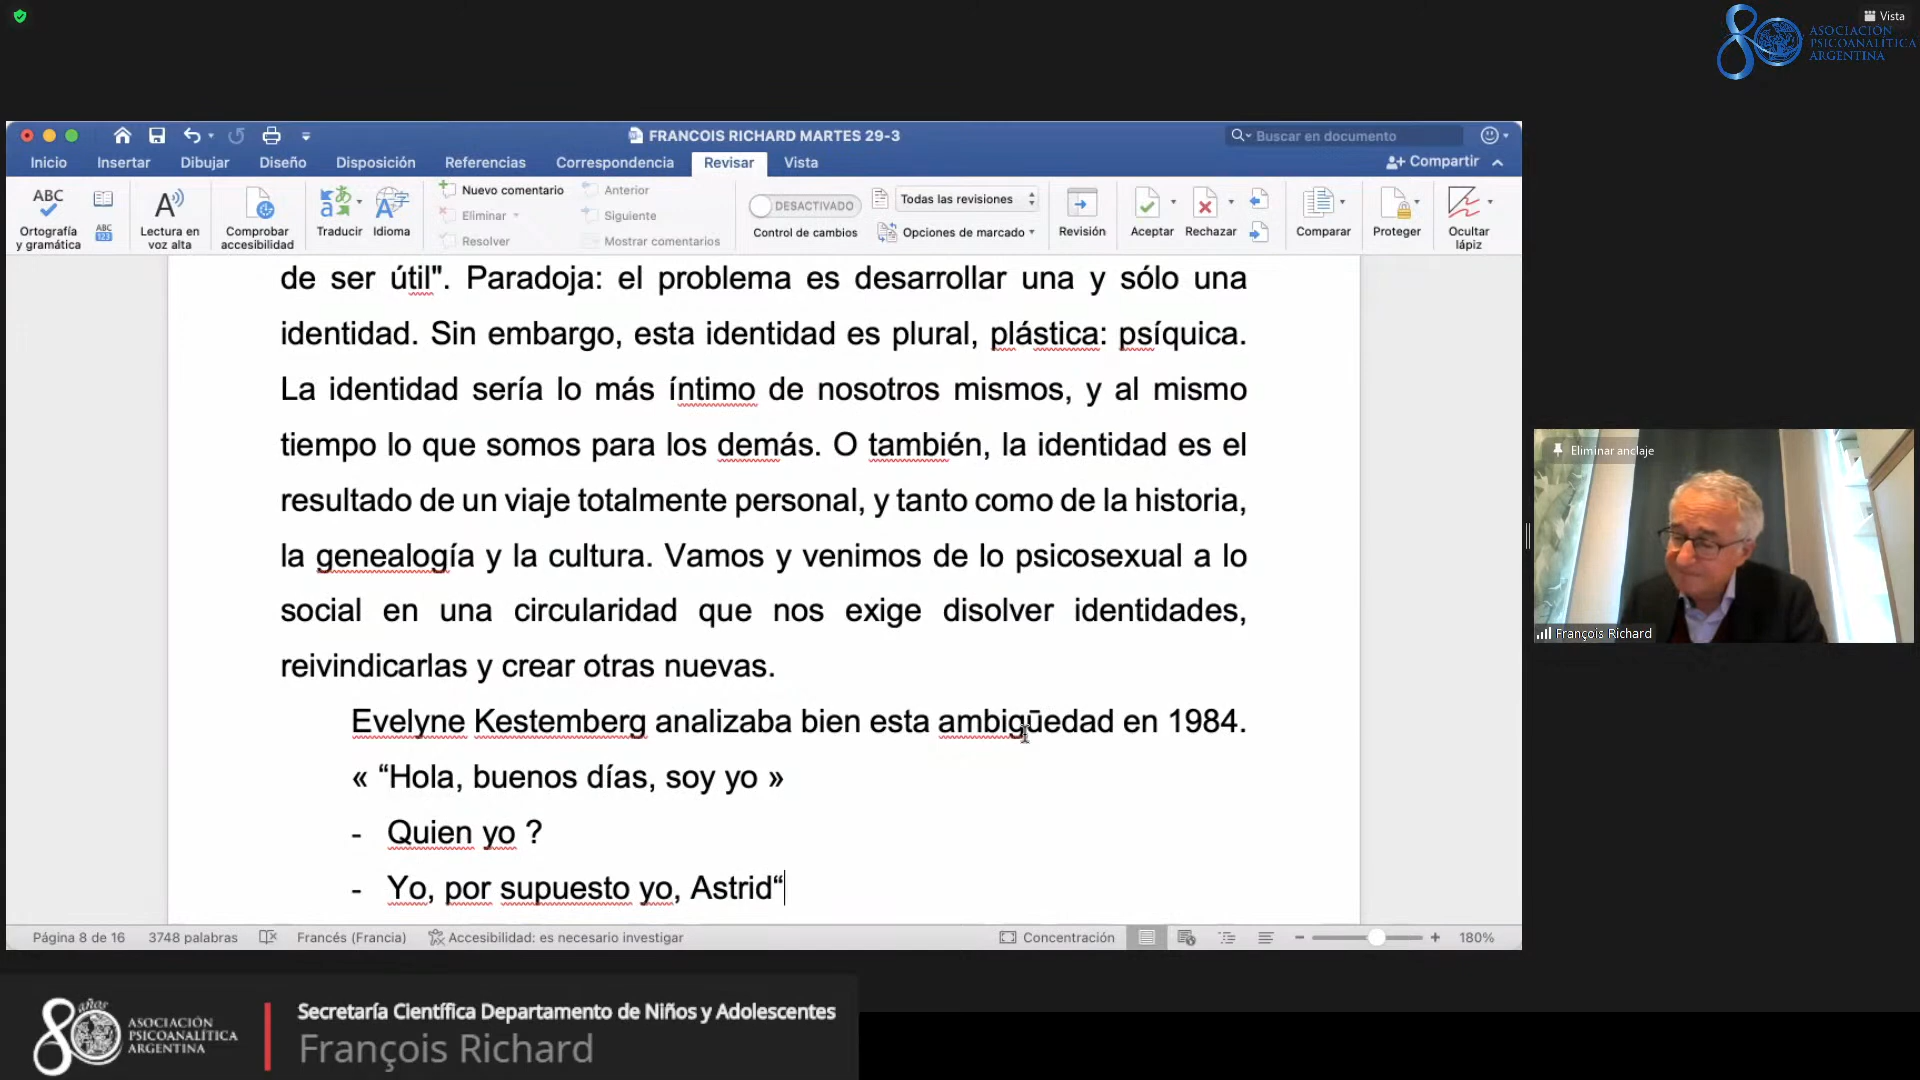 Vista
ASOCIACIÓN
PSICOANALÍTICA
ARGENTINA
FRANCOIS RICHARD MARTES 29-3
Buscar en documento
Inicio Insertar Dibujar Diseño Disposición Referencias Correspondencia Revisar Vista Compartir
ABC
Ortografía
y gramática
ABC
123
Lectura en
voz alta
Comprobar
accesibilidad
Traducir
Idioma
Nuevo comentario
Eliminar
Resolver
Anterior
Siguiente
Mostrar comentarios
DESACTIVADO
Control de cambios
Todas las revisiones
Opciones de marcado
Revisión
Aceptar
Rechazar
Comparar
Proteger
Ocultar
lápiz
de ser útil". Paradoja: el problema es desarrollar una y sólo una
identidad. Sin embargo, esta identidad es plural, plástica: psíquica.
La identidad sería lo más íntimo de nosotros mismos, y al mismo
tiempo lo que somos para los demás. O también, la identidad es el
resultado de un viaje totalmente personal, y tanto como de la historia,
la genealogía y la cultura. Vamos y venimos de lo psicosexual a lo
social en una circularidad que nos exige disolver identidades,
reivindicarlas y crear otras nuevas.
Evelyne Kestemberg analizaba bien esta ambigūedad en 1984.
« “Hola, buenos días, soy yo »
- Quien yo ?
- Yo, por supuesto yo, Astrid“
Eliminar anclaje
François Richard
Página 8 de 16 3748 palabras Francés (Francia) Accesibilidad: es necesario investigar Concentración 180%
80 años
ASOCIACIÓN
PSICOANALÍTICA
ARGENTINA
Secretaría Científica Departamento de Niños y Adolescentes
François Richard